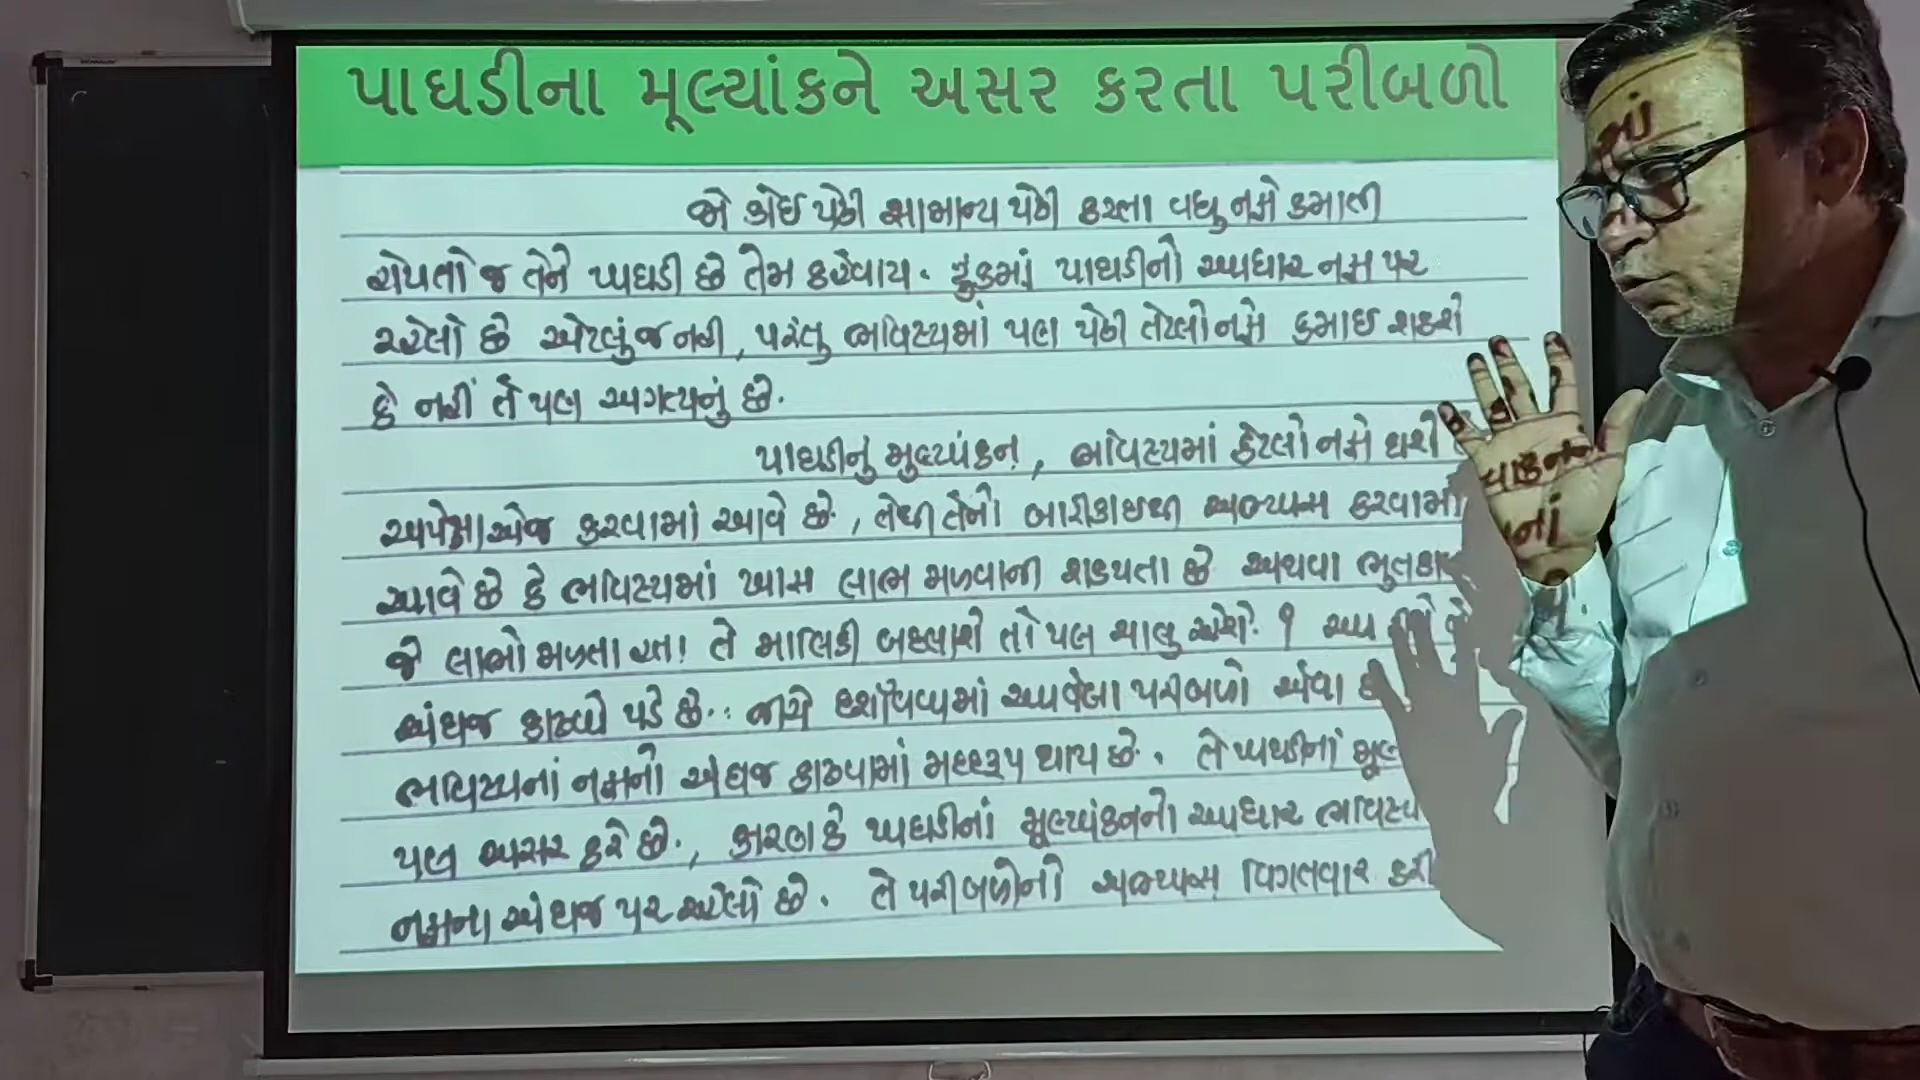 પાઘડીના મૂલ્યાંકને અસર કરતા પરીબળો
જો કોઈ પેઢી સામાન્ય પેઢી કરતા વધુ નફો કમાતી
હોય તો જ તેને પાઘડી છે તેમ કહેવાય. ટુંકમાં પાઘડીનો આધાર નફા પર
રહેલો છે એટલું જ નહી, પરંતુ ભવિષ્યમાં પણ પેઢી તેટલો નફો કમાઇ શકશે
કે નહીં તે પણ અગત્યનું છે.
પાઘડીનું મુલ્યાંકન, ભવિષ્યમાં કેટલો નફો થશે
અપેક્ષાએજ કરવામાં આવે છે, તેથી તેનો બારીકાઇથી અભ્યાસ કરવામાં
આવે છે કે ભવિષ્યમાં ખાસ લાભ મળવાની શક્યતા છે અથવા
જે લાભો મળતા હતા તે માલિકી બદલાશે તો પણ ચાલુ રહેશે. ?
અંદાજ કાઢવો પડે છે. નીચે દર્શાવવામાં આવેલા પરીબળો એવા
ભવિષ્યનાં નફાનો અંદાજ કાઢવામાં મદદરૂપ થાય છે. તે પાઘડીનાં
પણ અસર કરે છે., કારણ કે પાઘડીનાં મૂલ્યાંકનનો આધાર
નફાના અંદાજ પર રહેલો છે. તે પરીબળોનો અભ્યાસ વિગતવાર કરી